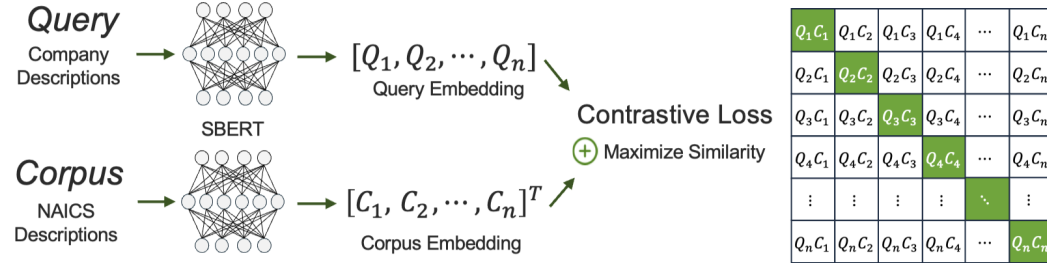 Query
Company
Descriptions
SBERT
[Q₁, Q₂, ⋯, Qₙ]
Query Embedding
Corpus
NAICS
Descriptions
[C₁, C₂, ⋯, Cₙ]ᵀ
Corpus Embedding
Contrastive Loss
+ Maximize Similarity
Q₁C₁ Q₁C₂ Q₁C₃ Q₁C₄ ⋯ Q₁Cₙ
Q₂C₁ Q₂C₂ Q₂C₃ Q₂C₄ ⋯ Q₂Cₙ
Q₃C₁ Q₃C₂ Q₃C₃ Q₃C₄ ⋯ Q₃Cₙ
Q₄C₁ Q₄C₂ Q₄C₃ Q₄C₄ ⋯ Q₄Cₙ
⋮ ⋮ ⋮ ⋮ ⋱ ⋮
QₙC₁ QₙC₂ QₙC₃ QₙC₄ ⋯ QₙCₙ